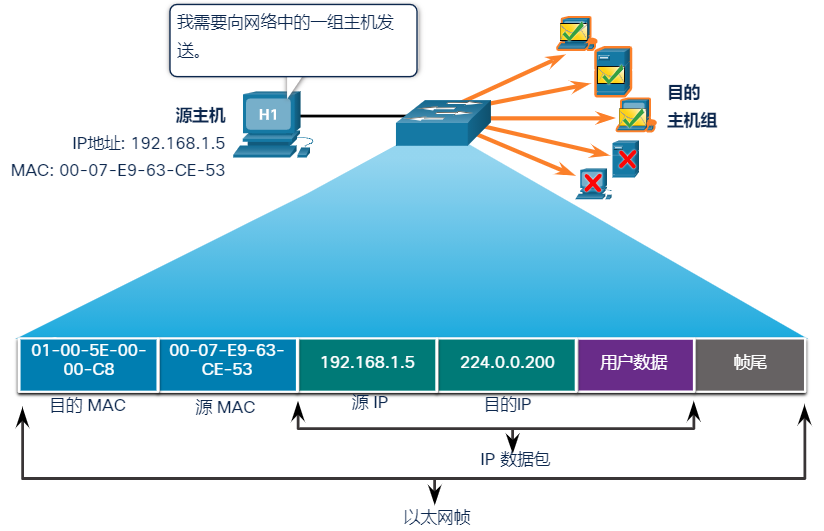 我需要向网络中的一组主机发
送。
H1
源主机
IP地址: 192.168.1.5
MAC: 00-07-E9-63-CE-53
目的
主机组
01-00-5E-00-
00-C8
00-07-E9-63-
CE-53
192.168.1.5
224.0.0.200
用户数据
帧尾
目的 MAC
源 MAC
源 IP
目的IP
IP 数据包
以太网帧